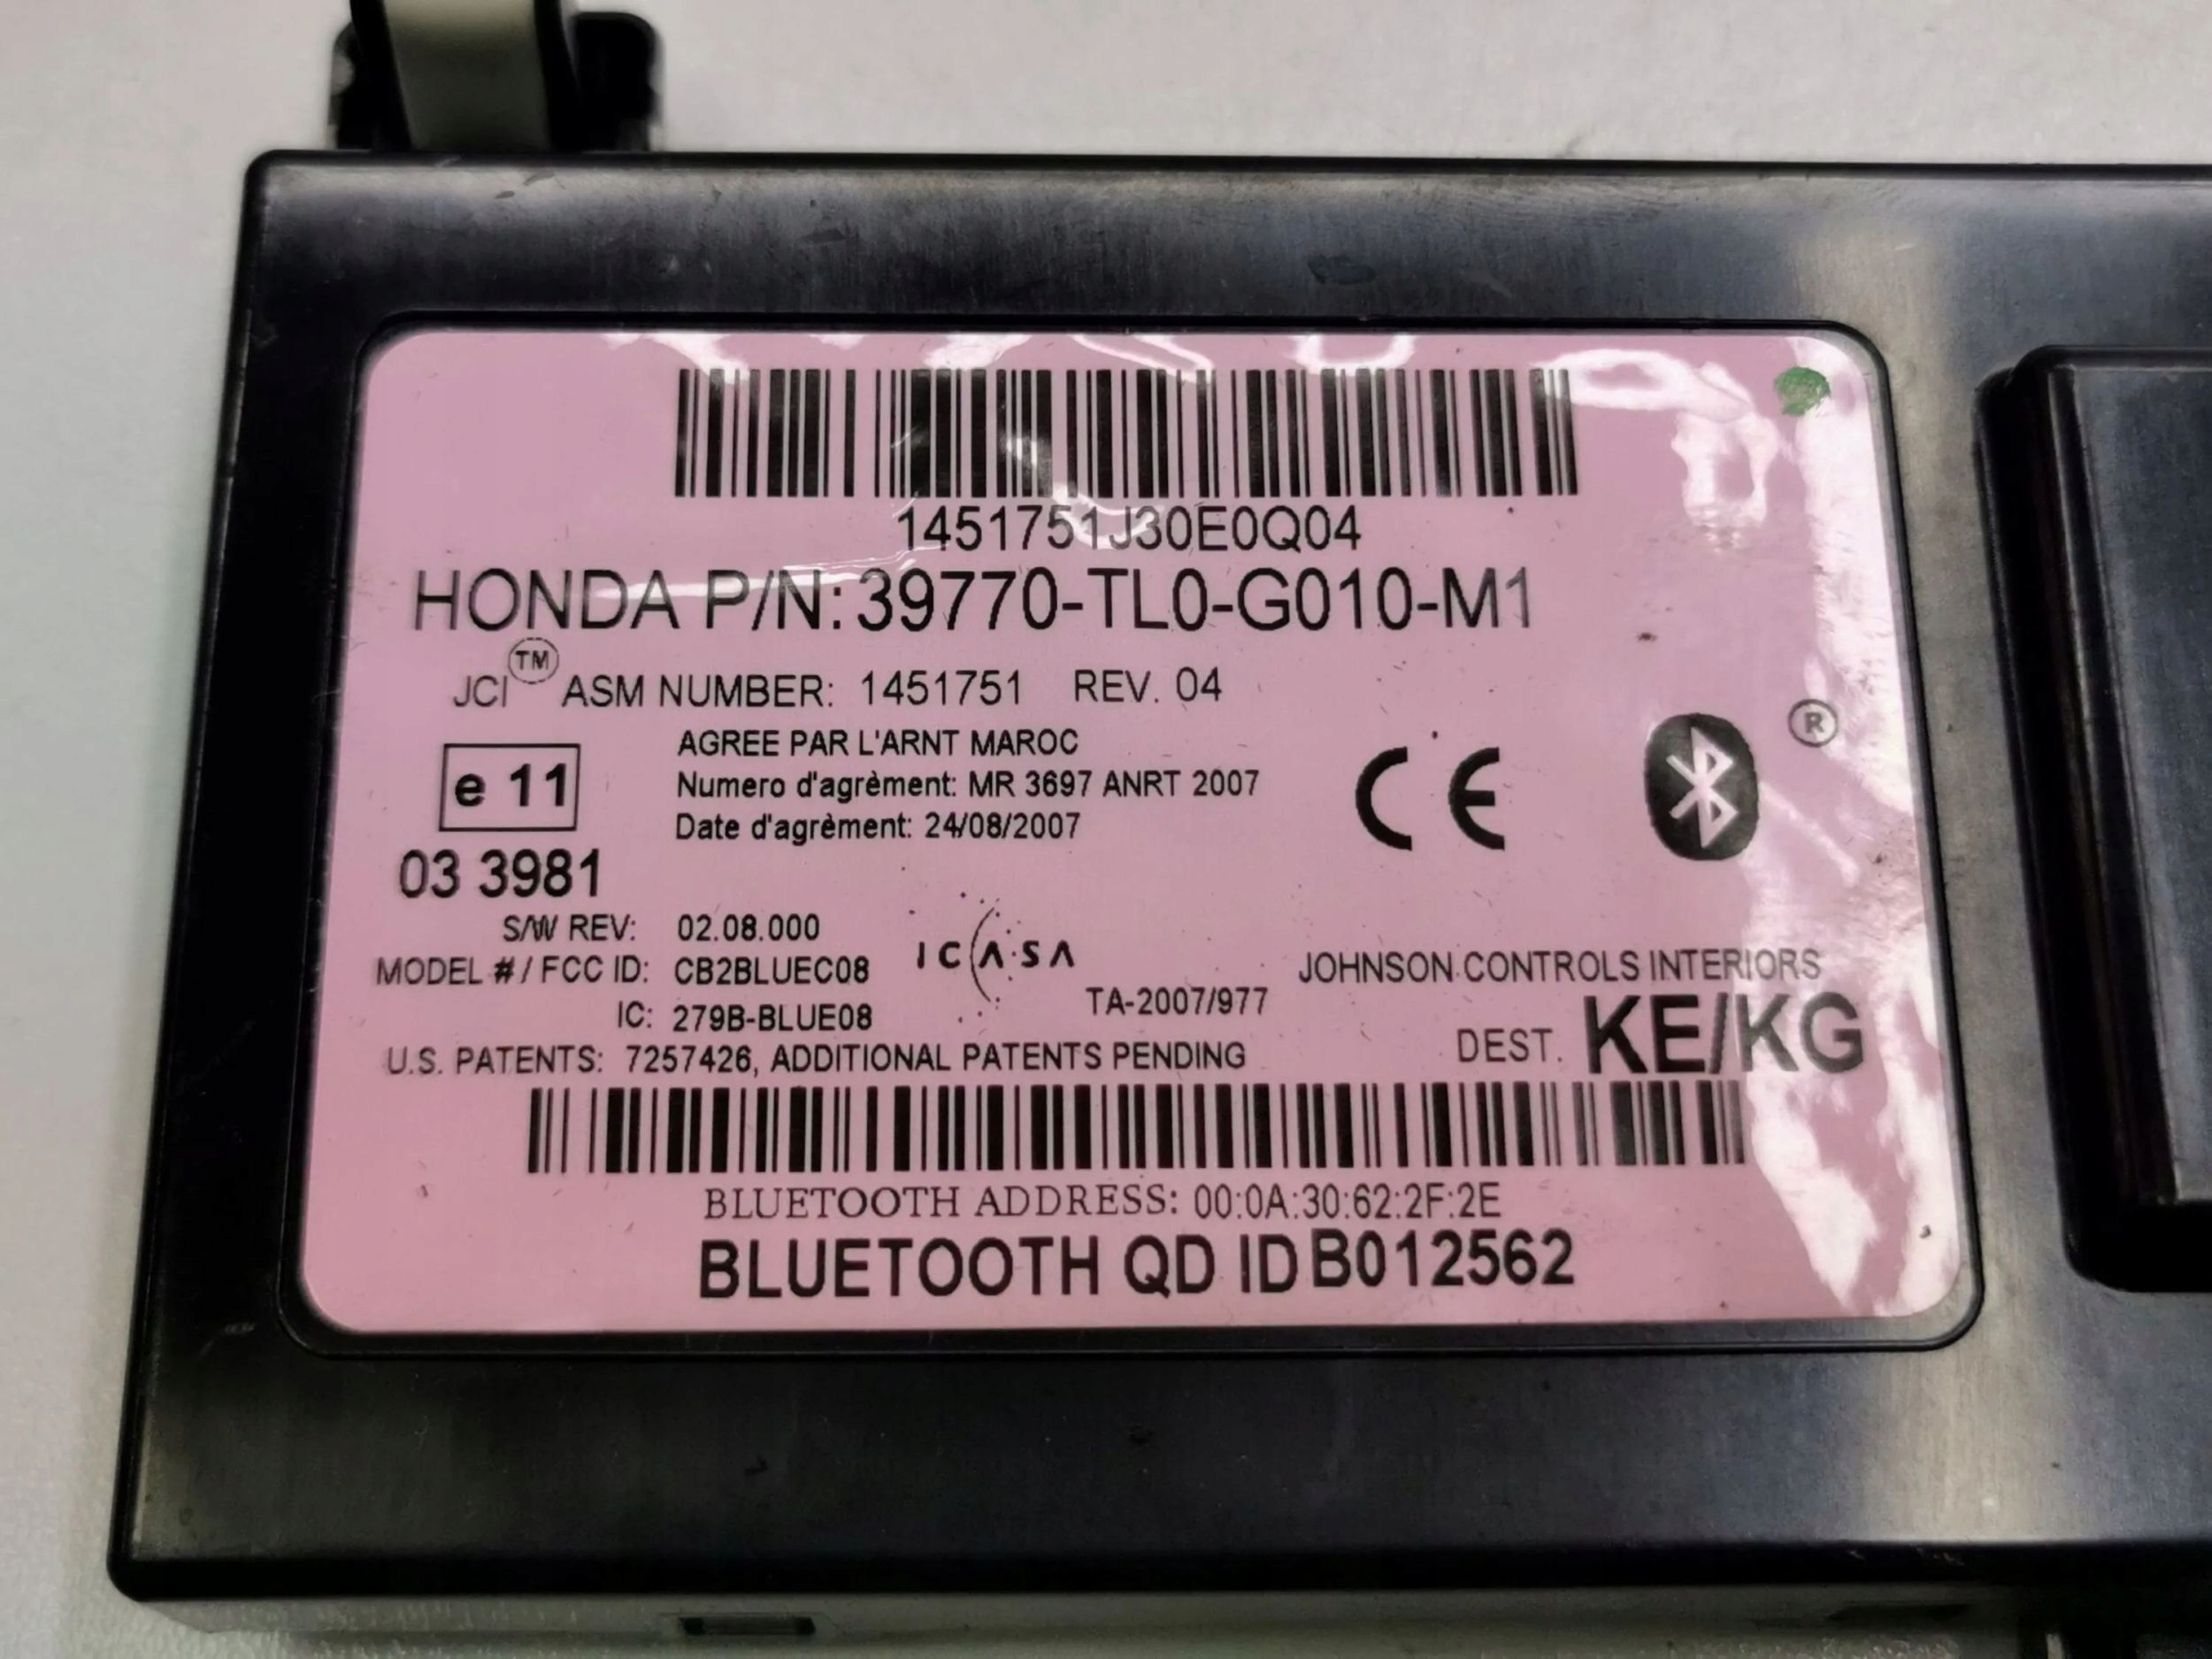 1451751J30E0Q04
HONDA P/N: 39770-TL0-G010-M1
JCI™ ASM NUMBER: 1451751 REV. 04
AGREE PAR L'ARNT MAROC
Numero d'agrèment: MR 3697 ANRT 2007
Date d'agrèment: 24/08/2007
e 11
03 3981
CE
®
S/W REV: 02.08.000
MODEL # / FCC ID: CB2BLUEC08
IC: 279B-BLUE08
ICASA
TA-2007/977
JOHNSON CONTROLS INTERIORS
DEST. KE/KG
U.S. PATENTS: 7257426, ADDITIONAL PATENTS PENDING
BLUETOOTH ADDRESS: 00:0A:30:62:2F:2E
BLUETOOTH QD ID B012562